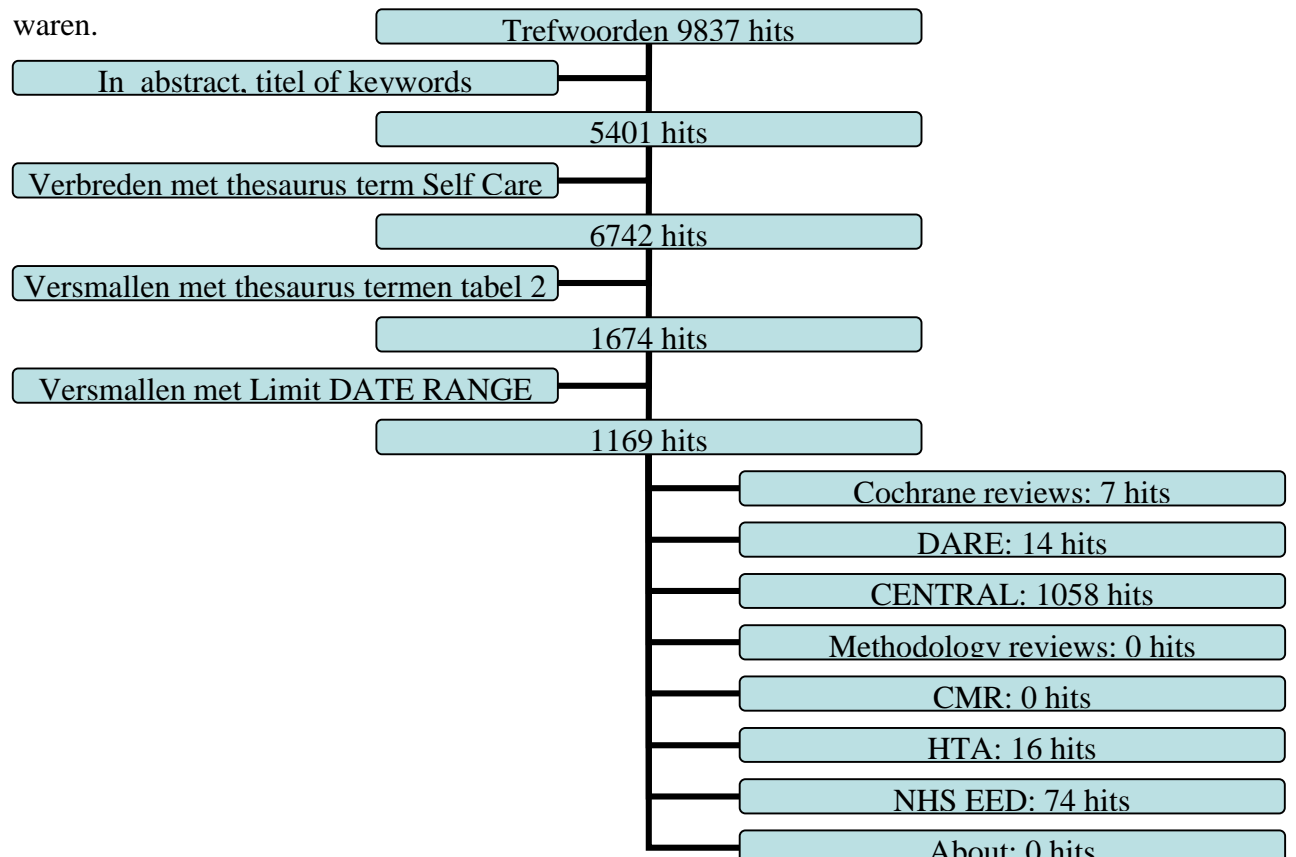 waren.
Trefwoorden 9837 hits
In abstract, titel of keywords
5401 hits
Verbreden met thesaurus term Self Care
6742 hits
Versmallen met thesaurus termen tabel 2
1674 hits
Versmallen met Limit DATE RANGE
1169 hits
Cochrane reviews: 7 hits
DARE: 14 hits
CENTRAL: 1058 hits
Methodology reviews: 0 hits
CMR: 0 hits
HTA: 16 hits
NHS EED: 74 hits
About: 0 hits